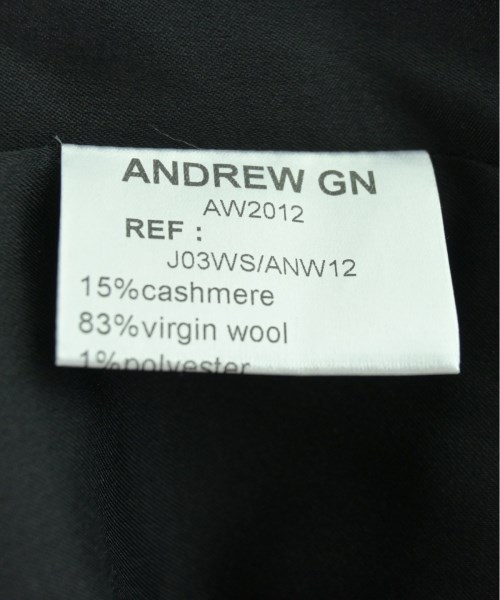 ANDREW GN
AW2012
REF :
J03WS/ANW12
15%cashmere
83%virgin wool
1%polyester